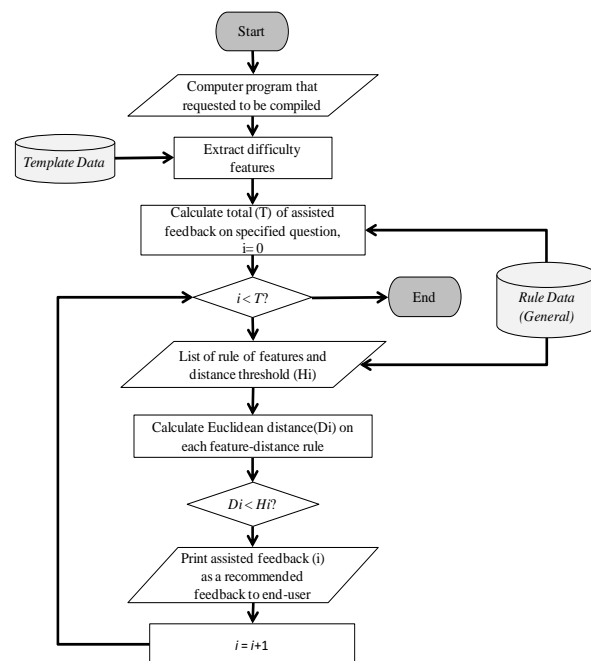 Start
Computer program that
requested to be compiled
Template Data
Extract difficulty
features
Calculate total (T) of assisted
feedback on specified question,
i= 0
i < T?
End
Rule Data
(General)
List of rule of features and
distance threshold (Hi)
Calculate Euclidean distance(Di) on
each feature-distance rule
Di < Hi?
Print assisted feedback (i)
as a recommended
feedback to end-user
i = i+1